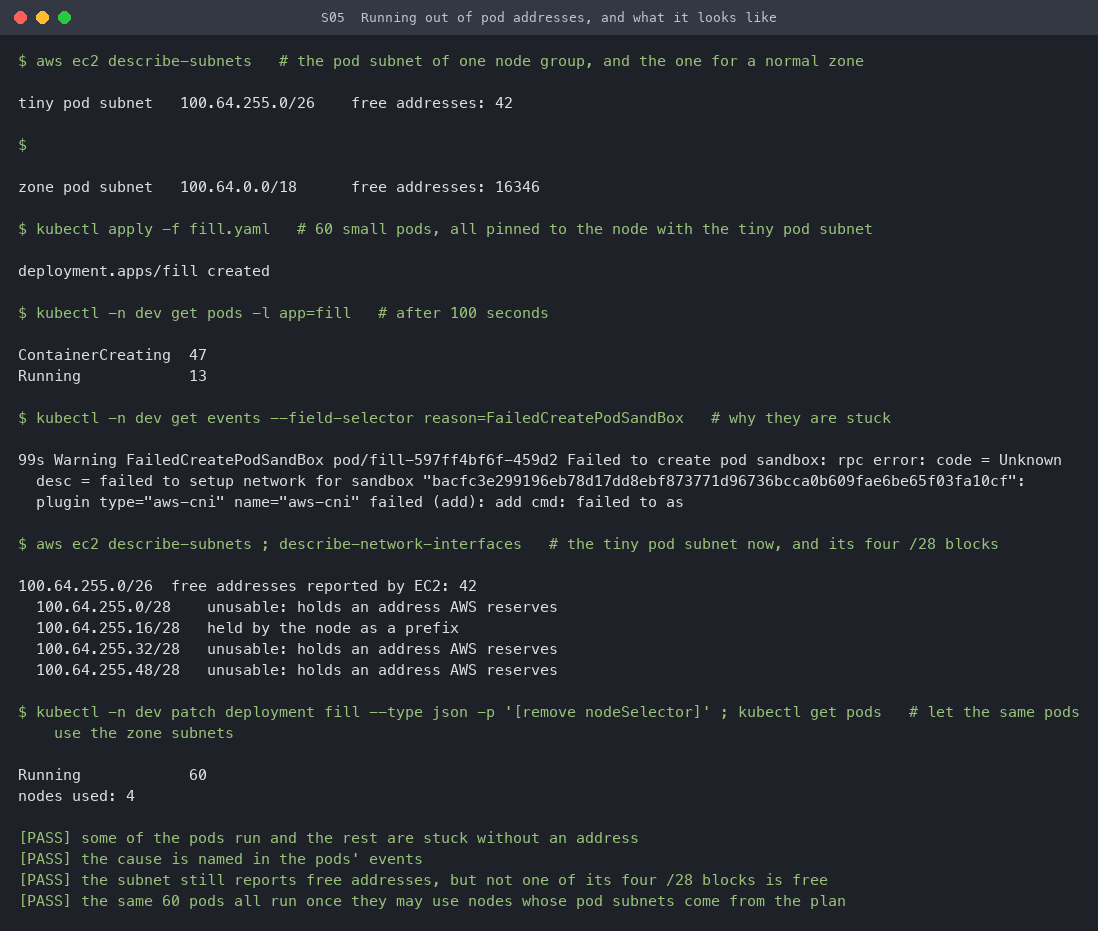 S05  Running out of pod addresses, and what it looks like
$ aws ec2 describe-subnets   # the pod subnet of one node group, and the one for a normal zone
tiny pod subnet   100.64.255.0/26    free addresses: 42
$
zone pod subnet   100.64.0.0/18      free addresses: 16346
$ kubectl apply -f fill.yaml   # 60 small pods, all pinned to the node with the tiny pod subnet
deployment.apps/fill created
$ kubectl -n dev get pods -l app=fill   # after 100 seconds
ContainerCreating  47
Running            13
$ kubectl -n dev get events --field-selector reason=FailedCreatePodSandBox   # why they are stuck
99s Warning FailedCreatePodSandBox pod/fill-597ff4bf6f-459d2 Failed to create pod sandbox: rpc error: code = Unknown
desc = failed to setup network for sandbox "bacfc3e299196eb78d17dd8ebf873771d96736bcca0b609fae6be65f03fa10cf":
plugin type="aws-cni" name="aws-cni" failed (add): add cmd: failed to as
$ aws ec2 describe-subnets ; describe-network-interfaces   # the tiny pod subnet now, and its four /28 blocks
100.64.255.0/26  free addresses reported by EC2: 42
100.64.255.0/28    unusable: holds an address AWS reserves
100.64.255.16/28   held by the node as a prefix
100.64.255.32/28   unusable: holds an address AWS reserves
100.64.255.48/28   unusable: holds an address AWS reserves
$ kubectl -n dev patch deployment fill --type json -p '[remove nodeSelector]' ; kubectl get pods   # let the same pods
use the zone subnets
Running            60
nodes used: 4
[PASS] some of the pods run and the rest are stuck without an address
[PASS] the cause is named in the pods' events
[PASS] the subnet still reports free addresses, but not one of its four /28 blocks is free
[PASS] the same 60 pods all run once they may use nodes whose pod subnets come from the plan